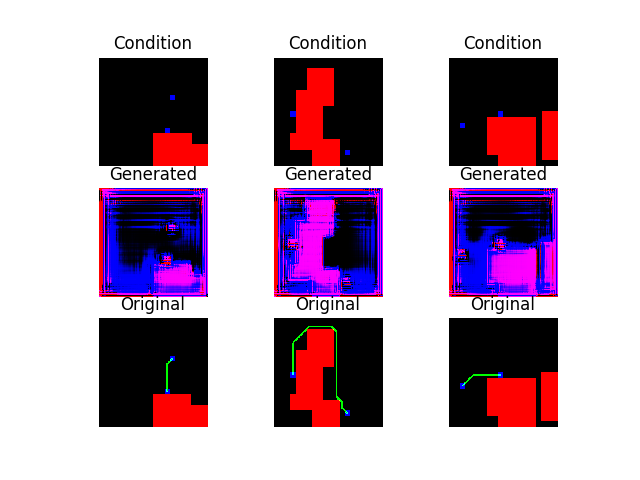 Condition Condition Condition
Generated Generated Generated
Original Original Original